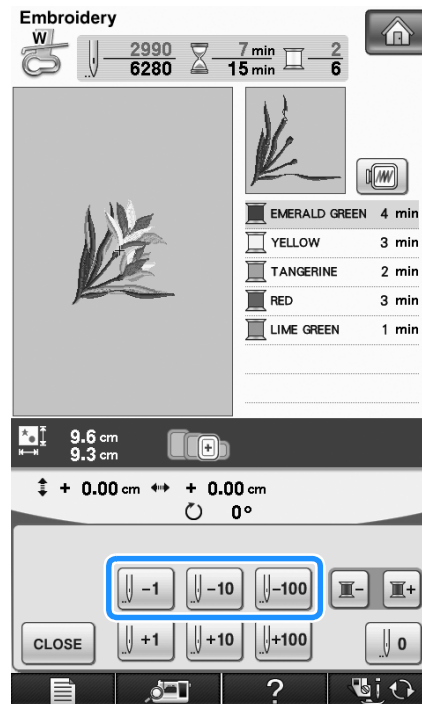 Embroidery
W
2990 7 min 2
6280 15 min 6
EMERALD GREEN 4 min
YELLOW 3 min
TANGERINE 2 min
RED 3 min
LIME GREEN 1 min
9.6 cm
9.3 cm
+ 0.00 cm + 0.00 cm
0°
-1 -10 -100 - +
CLOSE +1 +10 +100 0
?